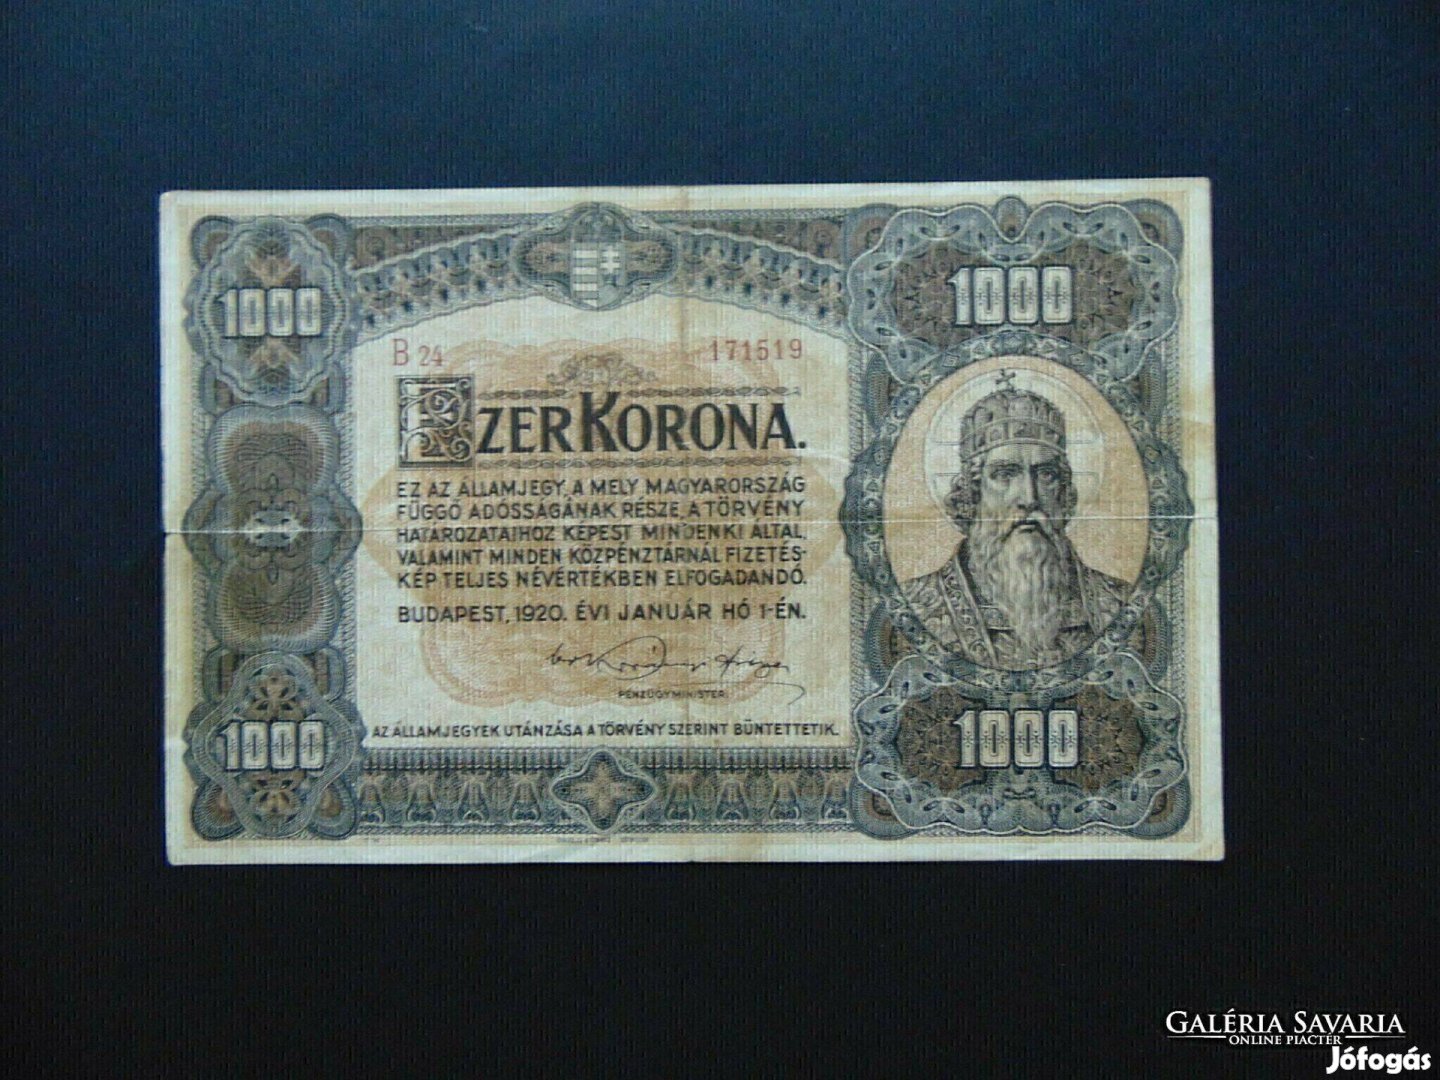 1000
1000
B 24 171519
EZER KORONA.
EZ AZ ÁLLAMJEGY, A MELY MAGYARORSZÁG
FÜGGŐ ADÓSSÁGÁNAK RÉSZE, A TÖRVÉNY
HATÁROZATAIHOZ KÉPEST MINDENKI ÁLTAL,
VALAMINT MINDEN KÖZPÉNZTÁRNÁL FIZETÉS-
KÉP TELJES NÉVÉRTÉKBEN ELFOGADANDÓ.
BUDAPEST, 1920. ÉVI JANUÁR HÓ 1-ÉN.
PÉNZÜGYMINISTER.
1000
1000
AZ ÁLLAMJEGYEK UTÁNZÁSA A TÖRVÉNY SZERINT BÜNTETTETIK.
GALÉRIA SAVARIA
ONLINE PIACTÉR
Jófogás